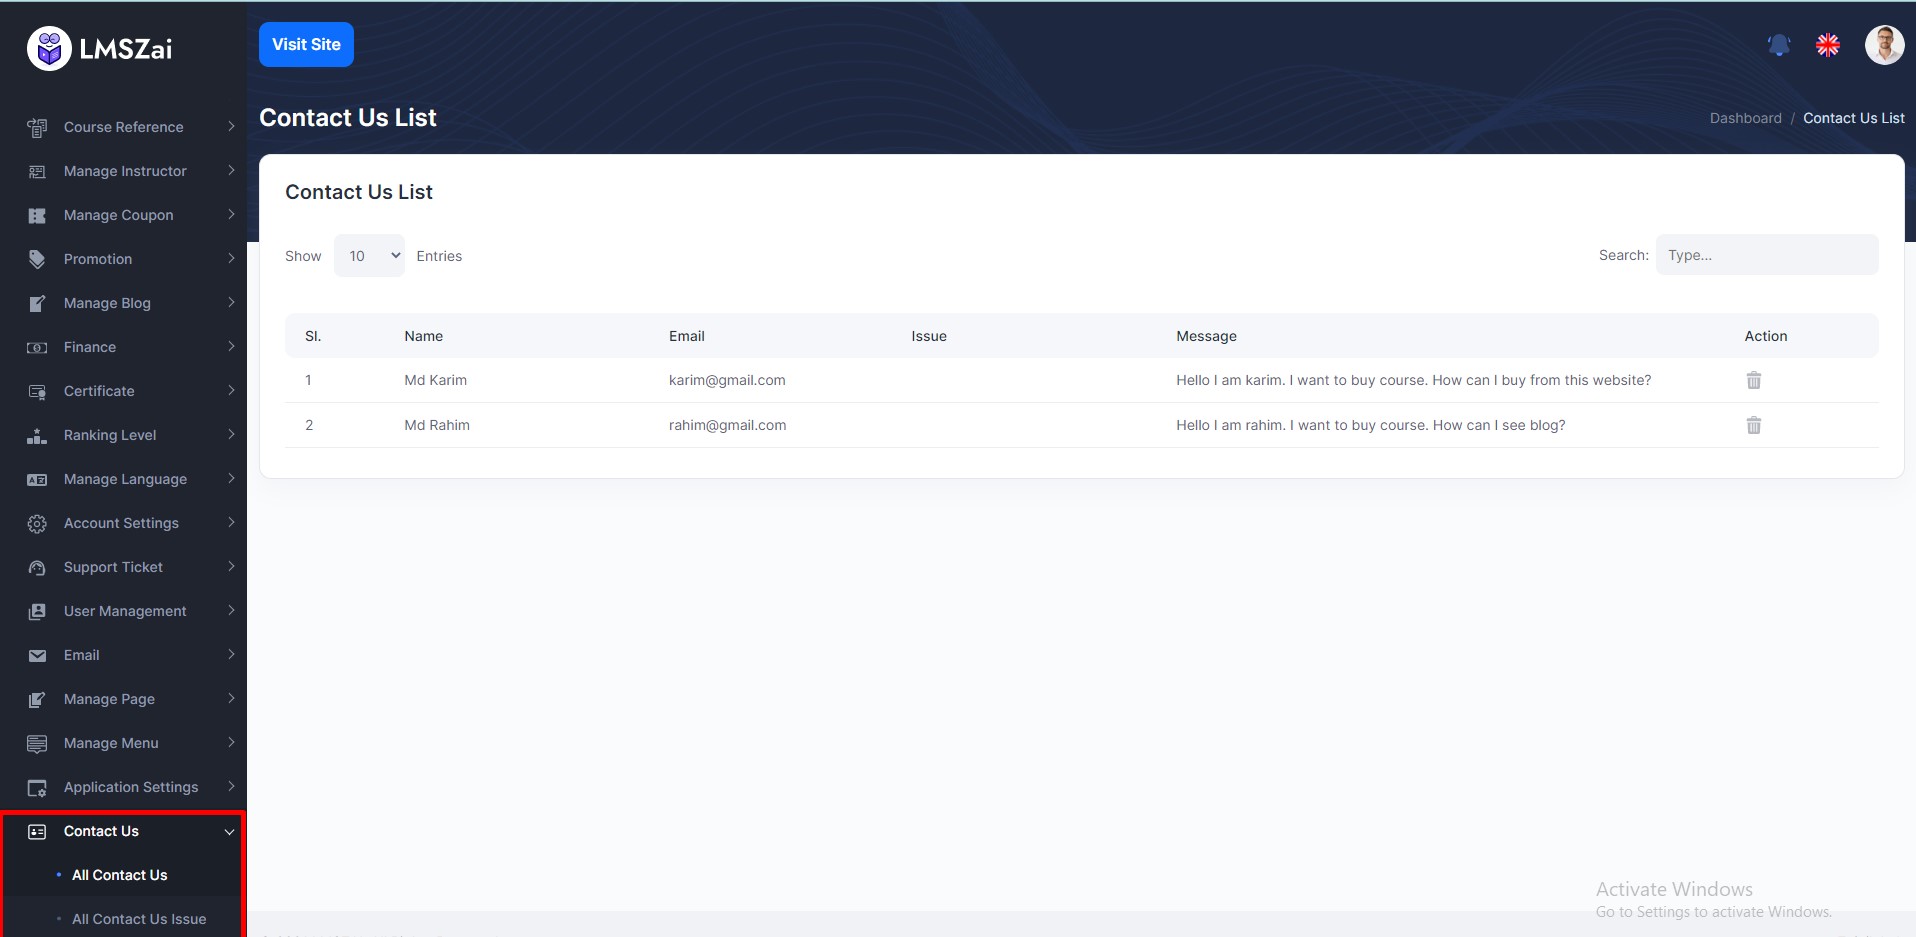 LMSZai
Visit Site
Contact Us List
Dashboard / Contact Us List
Course Reference
Manage Instructor
Manage Coupon
Promotion
Manage Blog
Finance
Certificate
Ranking Level
Manage Language
Account Settings
Support Ticket
User Management
Email
Manage Page
Manage Menu
Application Settings
Contact Us
All Contact Us
All Contact Us Issue
Contact Us List
Show 10 Entries
Search: Type...
Sl. Name Email Issue Message Action
1 Md Karim karim@gmail.com Hello I am karim. I want to buy course. How can I buy from this website?
2 Md Rahim rahim@gmail.com Hello I am rahim. I want to buy course. How can I see blog?
Activate Windows
Go to Settings to activate Windows.